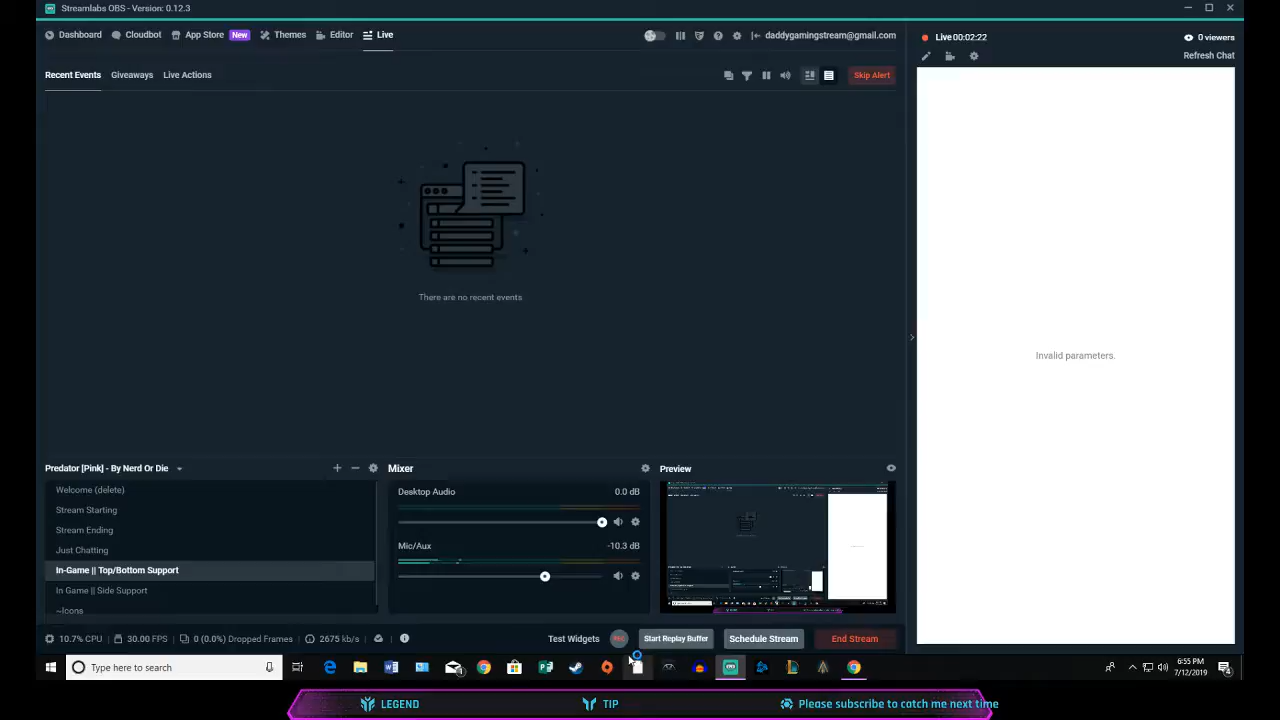 Streamlabs OBS - Version: 0.12.3
Dashboard Cloudbot App Store New Themes Editor Live daddygamingstream@gmail.com
Live 00:02:22 0 viewers
Refresh Chat
Recent Events Giveaways Live Actions Skip Alert
There are no recent events
Invalid parameters.
Predator [Pink] - By Nerd Or Die
Welcome (delete)
Stream Starting
Stream Ending
Just Chatting
In-Game || Top/Bottom Support
In Game || Side Support
~Icons
Mixer
Desktop Audio 0.0 dB
Mic/Aux -10.3 dB
Preview
10.7% CPU 30.00 FPS 0 (0.0%) Dropped Frames 2675 kb/s Test Widgets REC Start Replay Buffer Schedule Stream End Stream
Type here to search
6:55 PM
7/12/2019
LEGEND TIP Please subscribe to catch me next time